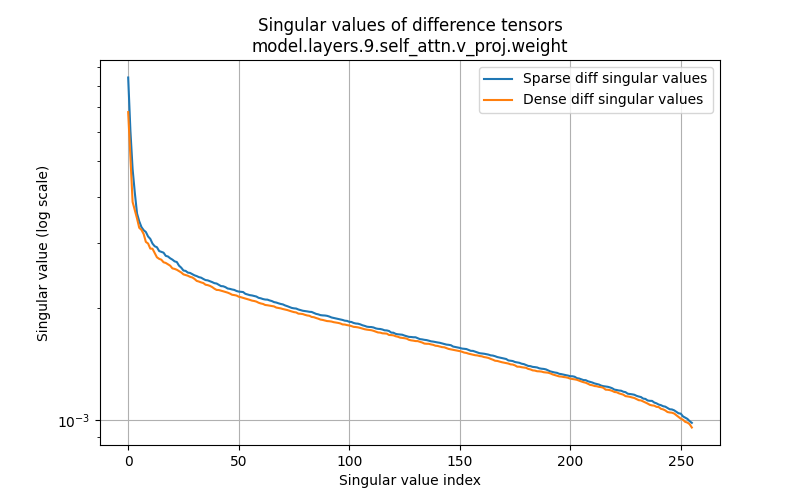 Singular values of difference tensors
model.layers.9.self_attn.v_proj.weight
Sparse diff singular values
Dense diff singular values
Singular value (log scale)
10⁻³
0 50 100 150 200 250
Singular value index